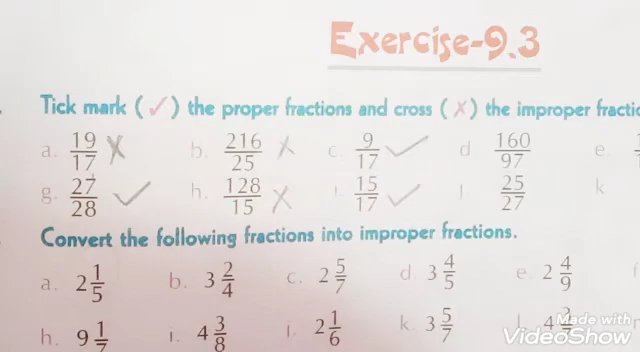 Exercise-9.3
Tick mark (✓) the proper fractions and cross (✗) the improper
a. 19/17 ✗ b. 216/25 ✗ c. 9/17 ✓ d 160/97 e.
g. 27/28 ✓ h. 128/15 ✗ i 15/17 ✓ j. 25/27 k
Convert the following fractions into improper fractions.
a. 2 1/5 b. 3 2/4 c. 2 5/7 d. 3 4/5 e. 2 4/9 f
h. 9 1/7 i. 4 3/8 j. 2 1/6 k. 3 5/7 l. 4
Made with
VideoShow